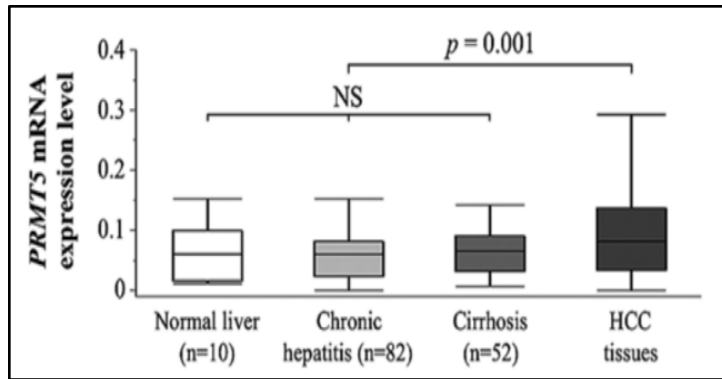 PRMT5 mRNA
expression level
0.4
0.3
0.2
0.1
0
p = 0.001
NS
Normal liver
(n=10)
Chronic
hepatitis (n=82)
Cirrhosis
(n=52)
HCC
tissues